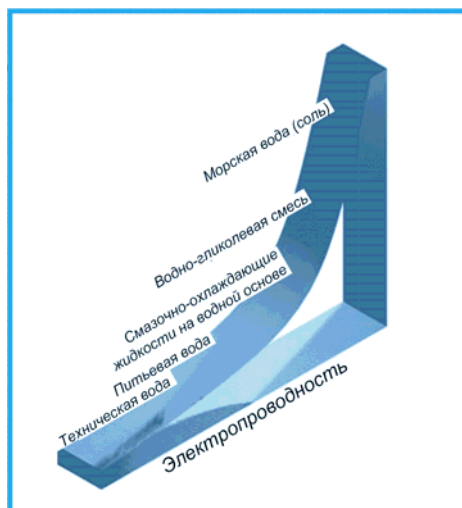 Морская вода (соль)
Водно-гликолевая смесь
Смазочно-охлаждающие
жидкости на водной основе
Питьевая вода
Техническая вода
Электропроводность